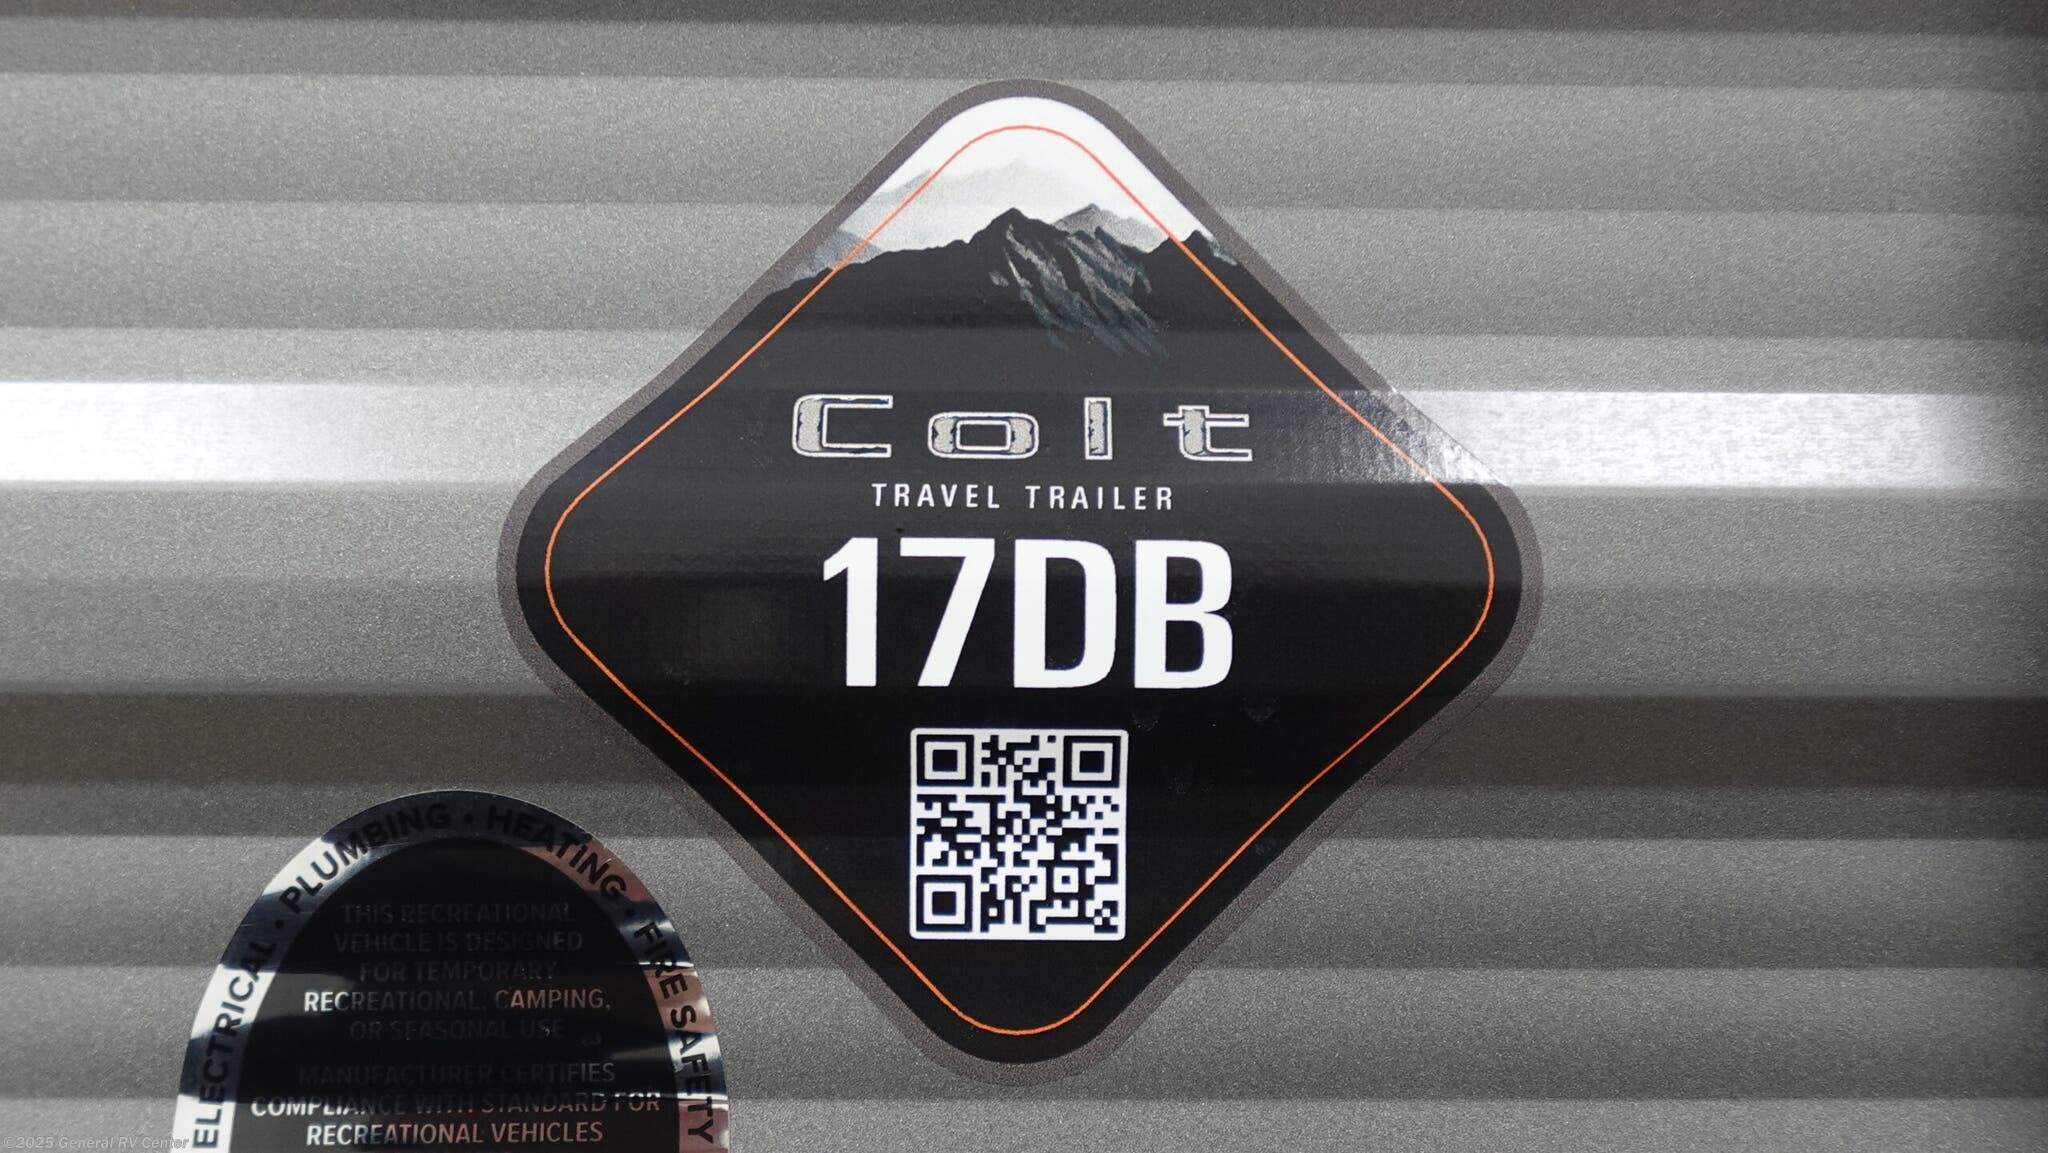 Colt
TRAVEL TRAILER
17DB
ELECTRICAL • PLUMBING • HEATING • FIRE SAFETY
THIS RECREATIONAL
VEHICLE IS DESIGNED
FOR TEMPORARY
RECREATIONAL, CAMPING,
OR SEASONAL USE
MANUFACTURER CERTIFIES
COMPLIANCE WITH STANDARD FOR
RECREATIONAL VEHICLES
©2025 General RV Center